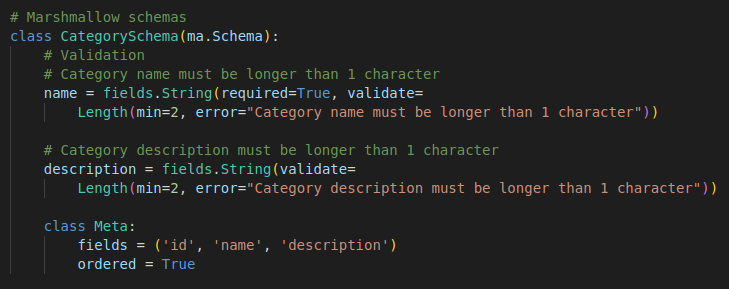 # Marshmallow schemas
class CategorySchema(ma.Schema):
    # Validation
    # Category name must be longer than 1 character
    name = fields.String(required=True, validate=
        Length(min=2, error="Category name must be longer than 1 character"))

    # Category description must be longer than 1 character
    description = fields.String(validate=
        Length(min=2, error="Category description must be longer than 1 character"))

    class Meta:
        fields = ('id', 'name', 'description')
        ordered = True